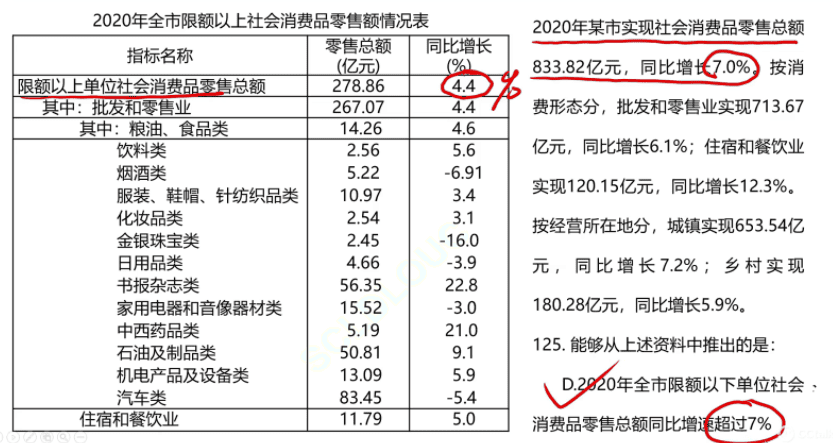 2020年全市限额以上社会消费品零售额情况表
指标名称 零售总额(亿元) 同比增长(%)
限额以上单位社会消费品零售总额 278.86 4.4 %
其中：批发和零售业 267.07 4.4
其中：粮油、食品类 14.26 4.6
饮料类 2.56 5.6
烟酒类 5.22 -6.91
服装、鞋帽、针纺织品类 10.97 3.4
化妆品类 2.54 3.1
金银珠宝类 2.45 -16.0
日用品类 4.66 -3.9
书报杂志类 56.35 22.8
家用电器和音像器材类 15.52 -3.0
中西药品类 5.19 21.0
石油及制品类 50.81 9.1
机电产品及设备类 13.09 5.9
汽车类 83.45 -5.4
住宿和餐饮业 11.79 5.0
2020年某市实现社会消费品零售总额
833.82亿元，同比增长7.0%。按消
费形态分，批发和零售业实现713.67
亿元，同比增长6.1%；住宿和餐饮业
实现120.15亿元，同比增长12.3%。
按经营所在地分，城镇实现653.54亿
元，同比增长7.2%；乡村实现
180.28亿元，同比增长5.9%。
125. 能够从上述资料中推出的是：
D.2020年全市限额以下单位社会
消费品零售总额同比增速超过7%